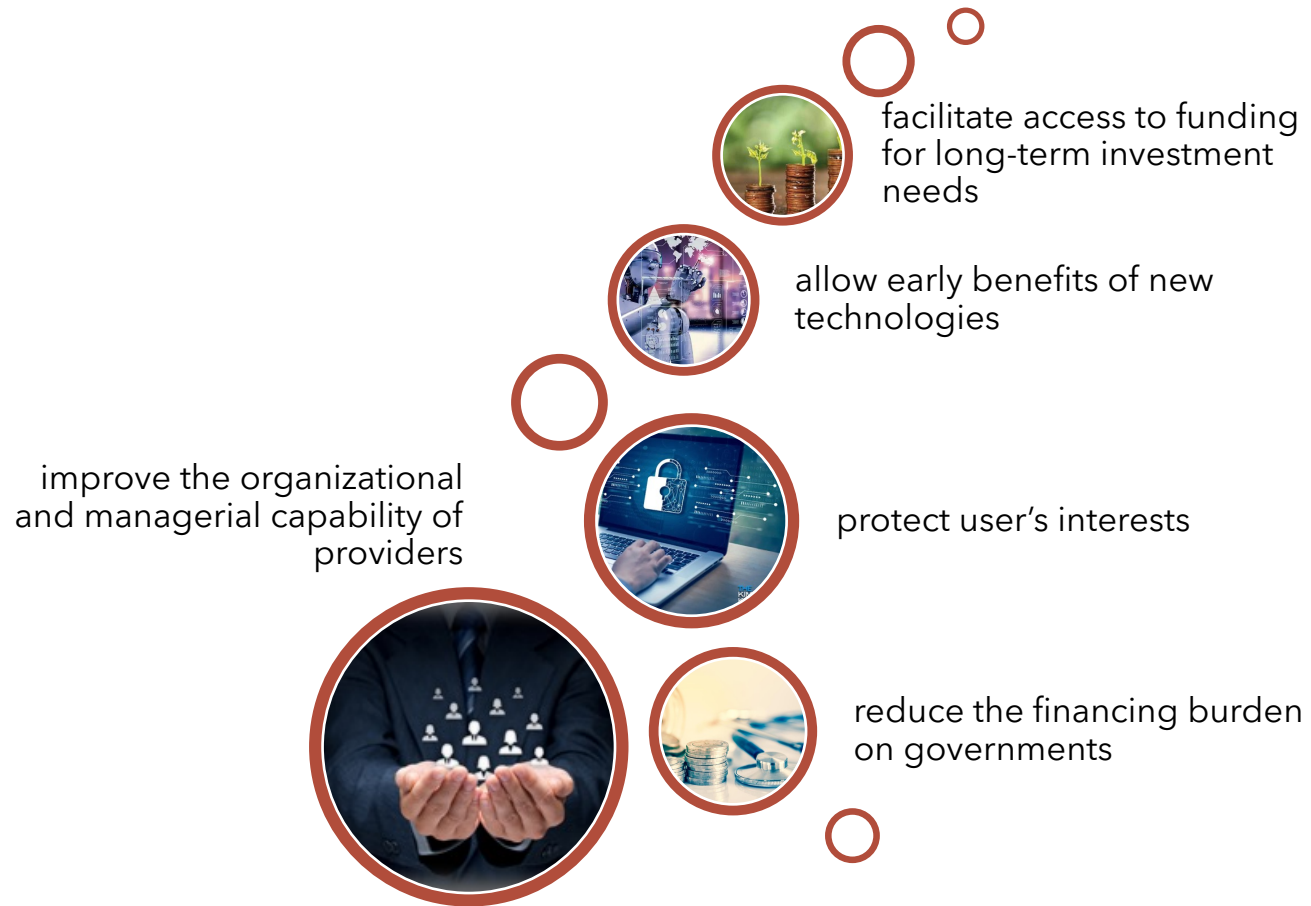 facilitate access to funding
for long-term investment
needs
allow early benefits of new
technologies
improve the organizational
and managerial capability of
providers
protect user’s interests
reduce the financing burden
on governments